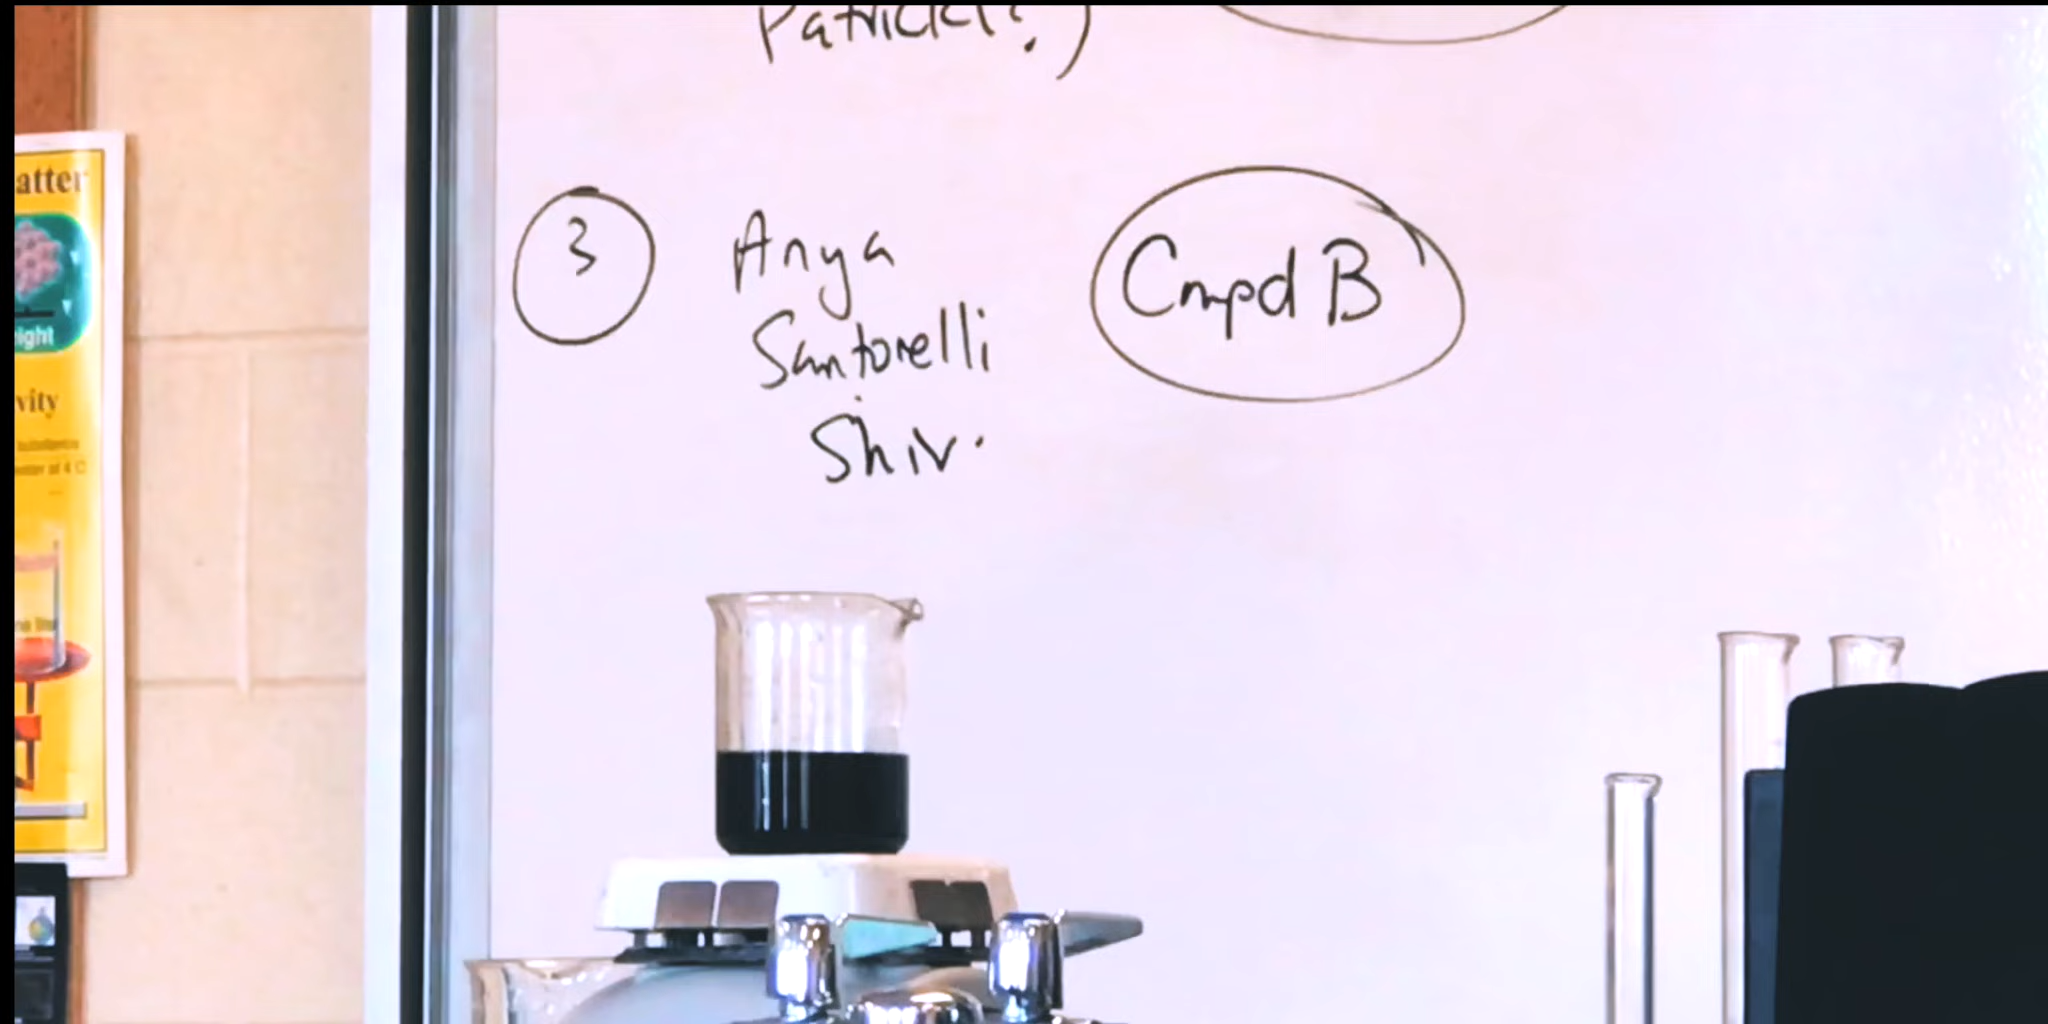 Patrick?)
3 Anya Cmpd B
Santorelli
Shiv.
atter
ight
vity